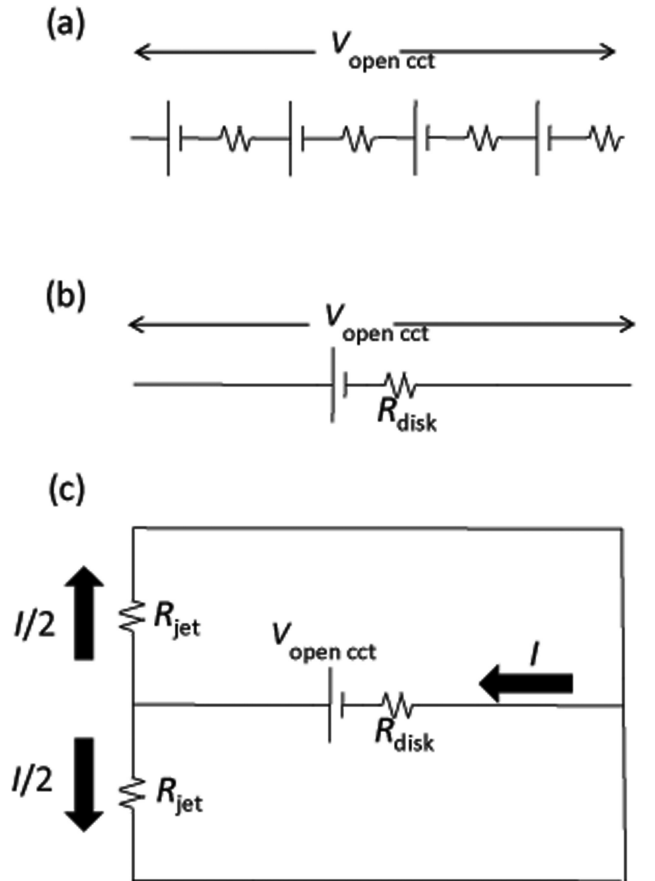 (a)
V open cct
(b)
V open cct
R disk
(c)
I/2
R jet
V open cct
I
R disk
I/2
R jet